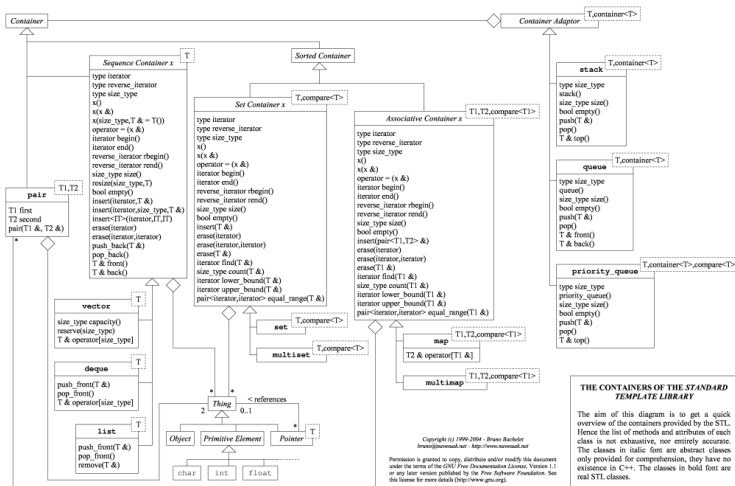 Container
Container Adaptor
T,container<T>
Sequence Container x
T
type iterator
type reverse_iterator
type size_type
x()
x(x &)
x(size_type,T & = T())
operator = (x &)
iterator begin()
iterator end()
reverse_iterator rbegin()
reverse_iterator rend()
size_type size()
resize(size_type,T)
bool empty()
insert(iterator,T &)
insert(iterator,size_type,T &)
insert<IT>(iterator,IT,IT)
erase(iterator)
erase(iterator,iterator)
push_back(T &)
pop_back()
T & front()
T & back()
Sorted Container
Set Container x
T,compare<T>
type iterator
type reverse_iterator
type size_type
x()
x(x &)
operator = (x &)
iterator begin()
iterator end()
reverse_iterator rbegin()
reverse_iterator rend()
size_type size()
bool empty()
insert(T &)
erase(iterator)
erase(iterator,iterator)
erase(T &)
iterator find(T &)
size_type count(T &)
iterator lower_bound(T &)
iterator upper_bound(T &)
pair<iterator,iterator> equal_range(T &)
Associative Container x
T1,T2,compare<T1>
type iterator
type reverse_iterator
type size_type
x()
x(x &)
operator = (x &)
iterator begin()
iterator end()
reverse_iterator rbegin()
reverse_iterator rend()
size_type size()
bool empty()
insert(pair<T1,T2> &)
erase(iterator)
erase(iterator,iterator)
erase(T1 &)
iterator find(T1 &)
size_type count(T1 &)
iterator lower_bound(T1 &)
iterator upper_bound(T1 &)
pair<iterator,iterator> equal_range(T1 &)
stack
T,container<T>
type size_type
stack()
size_type size()
bool empty()
push(T &)
pop()
T & top()
queue
T,container<T>
type size_type
queue()
size_type size()
bool empty()
push(T &)
pop()
T & front()
T & back()
priority_queue
T,container<T>,compare<T>
type size_type
priority_queue()
size_type size()
bool empty()
push(T &)
pop()
T & top()
pair
T1,T2
T1 first
T2 second
pair(T1 &, T2 &)
*
vector
T
size_type capacity()
reserve(size_type)
T & operator[size_type]
deque
T
push_front(T &)
pop_front()
T & operator[size_type]
list
T
push_front(T &)
pop_front()
remove(T &)
set
T,compare<T>
multiset
T,compare<T>
map
T1,T2,compare<T1>
T2 & operator[T1 &]
multimap
T1,T2,compare<T1>
* *
Thing
2
0..1
< references
*
Object
Primitive Element
Pointer
T
char
int
float
Copyright (c) 1999-2004 - Bruno Bachelet
bruno@nawouak.net - http://www.nawouak.net
Permission is granted to copy, distribute and/or modify this document
under the terms of the GNU Free Documentation License, Version 1.1
or any later version published by the Free Software Foundation. See
this license for more details (http://www.gnu.org).
THE CONTAINERS OF THE STANDARD
TEMPLATE LIBRARY
The aim of this diagram is to get a quick
overview of the containers provided by the STL.
Hence the list of methods and attributes of each
class is not exhaustive, nor entirely accurate.
The classes in italic font are abstract classes
only provided for comprehension, they have no
existence in C++. The classes in bold font are
real STL classes.